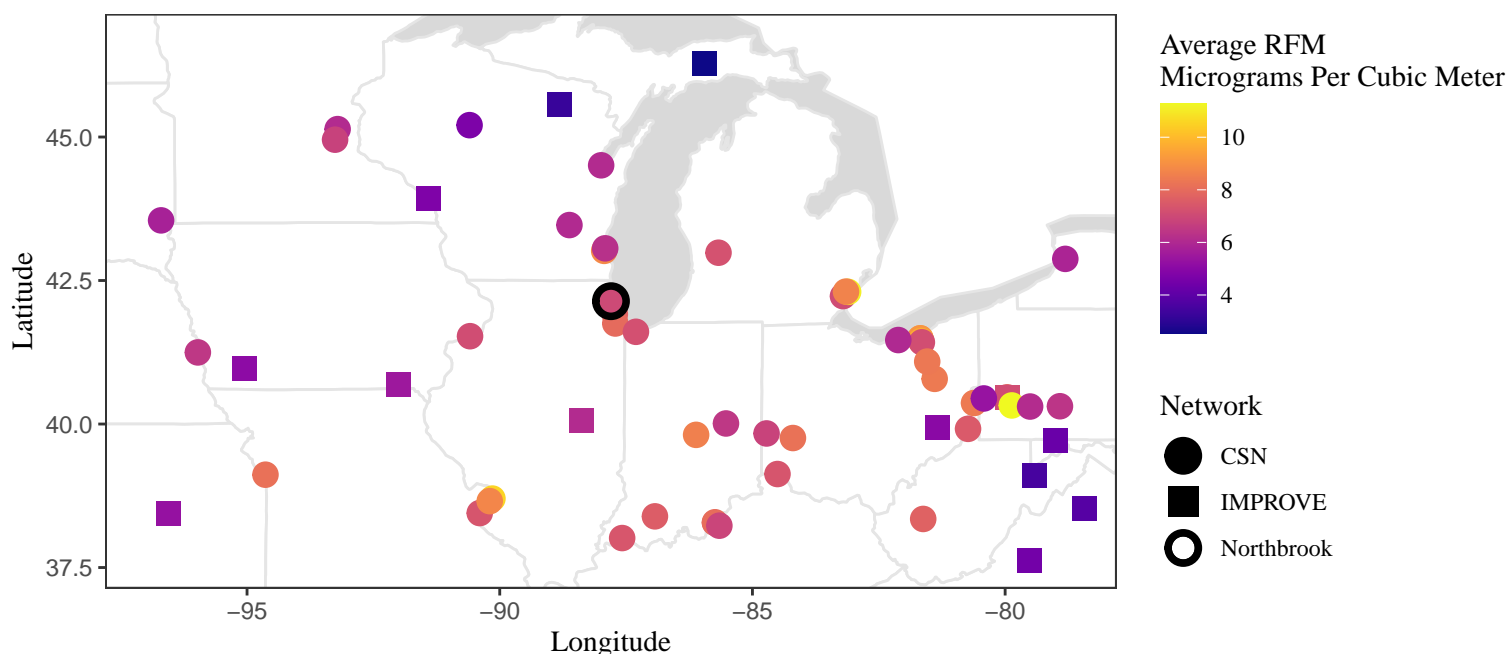 Average RFM
Micrograms Per Cubic Meter
10
8
6
4
Network
CSN
IMPROVE
Northbrook
Latitude
45.0
42.5
40.0
37.5
−95
−90
−85
−80
Longitude